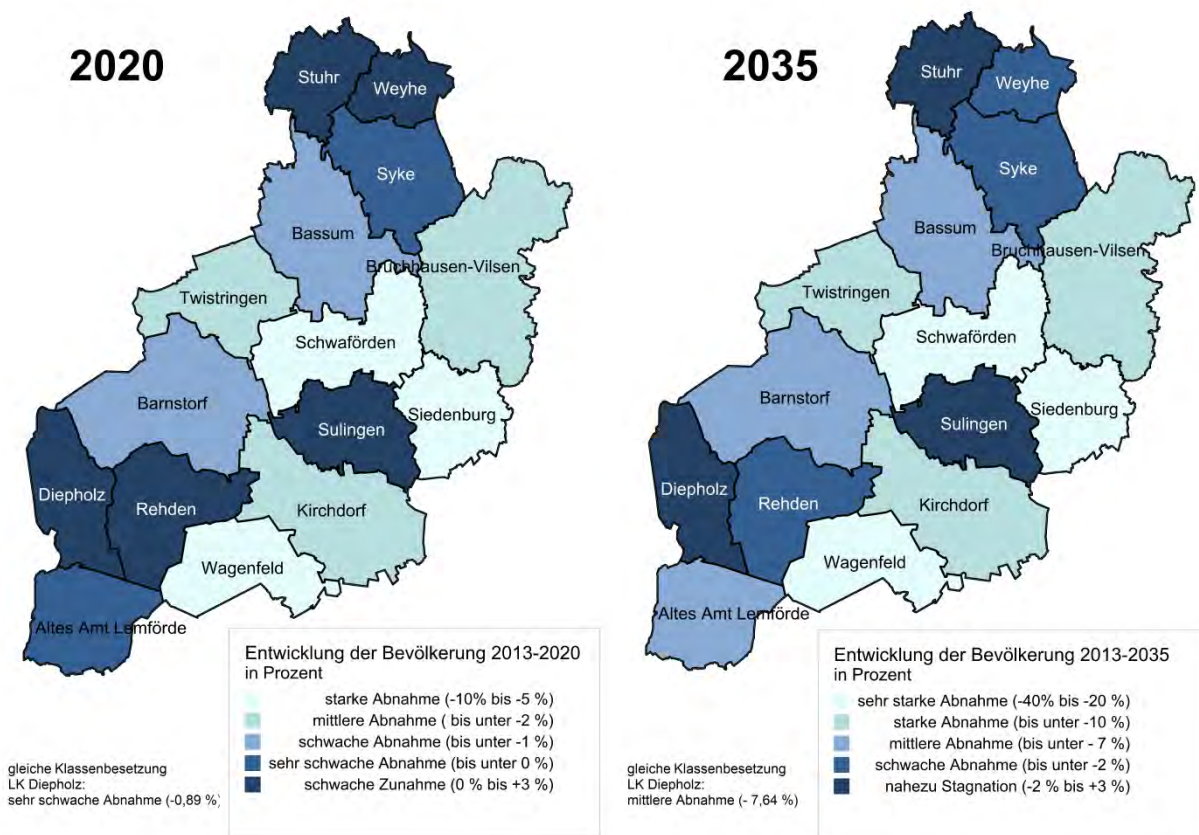 2020
Stuhr
Weyhe
Syke
Bassum
Bruchhausen-Vilsen
Twistringen
Schwaförden
Barnstorf
Siedenburg
Sulingen
Diepholz
Rehden
Kirchdorf
Wagenfeld
Altes Amt Lemförde
Entwicklung der Bevölkerung 2013-2020
in Prozent
starke Abnahme (-10% bis -5 %)
mittlere Abnahme ( bis unter -2 %)
schwache Abnahme (bis unter -1 %)
sehr schwache Abnahme (bis unter 0 %)
schwache Zunahme (0 % bis +3 %)
gleiche Klassenbesetzung
LK Diepholz:
sehr schwache Abnahme (-0,89 %)
2035
Stuhr
Weyhe
Syke
Bassum
Bruchhausen-Vilsen
Twistringen
Schwaförden
Barnstorf
Siedenburg
Sulingen
Diepholz
Rehden
Kirchdorf
Wagenfeld
Altes Amt Lemförde
Entwicklung der Bevölkerung 2013-2035
in Prozent
sehr starke Abnahme (-40% bis -20 %)
starke Abnahme (bis unter -10 %)
mittlere Abnahme (bis unter - 7 %)
schwache Abnahme (bis unter -2 %)
nahezu Stagnation (-2 % bis +3 %)
gleiche Klassenbesetzung
LK Diepholz:
mittlere Abnahme (- 7,64 %)